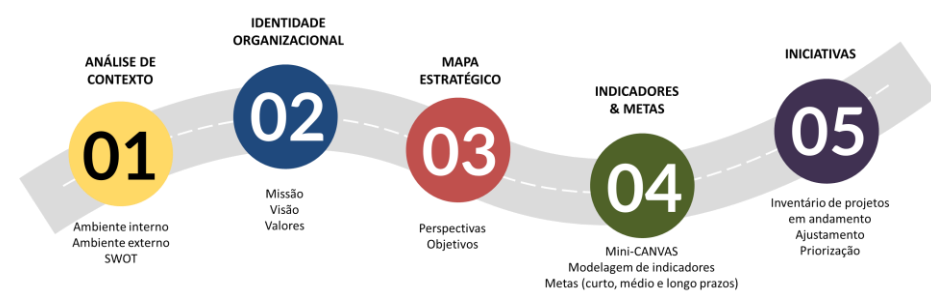 ANÁLISE DE
CONTEXTO
01
Ambiente interno
Ambiente externo
SWOT
IDENTIDADE
ORGANIZACIONAL
02
Missão
Visão
Valores
MAPA
ESTRATÉGICO
03
Perspectivas
Objetivos
INDICADORES
& METAS
04
Mini-CANVAS
Modelagem de indicadores
Metas (curto, médio e longo prazos)
INICIATIVAS
05
Inventário de projetos
em andamento
Ajustamento
Priorização